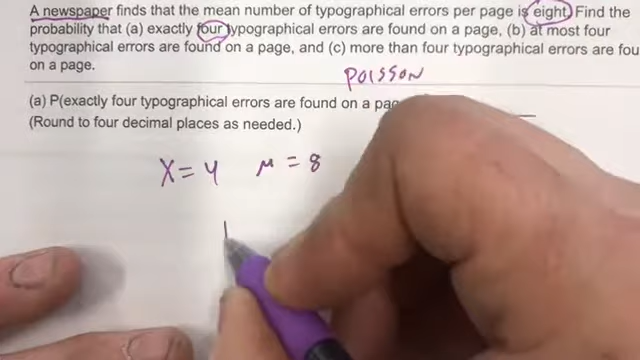 A newspaper finds that the mean number of typographical errors per page is eight. Find the
probability that (a) exactly four typographical errors are found on a page, (b) at most four
typographical errors are found on a page, and (c) more than four typographical errors are
on a page.
POISSON
(a) P(exactly four typographical errors are found on a
(Round to four decimal places as needed.)
X = 4 μ = 8